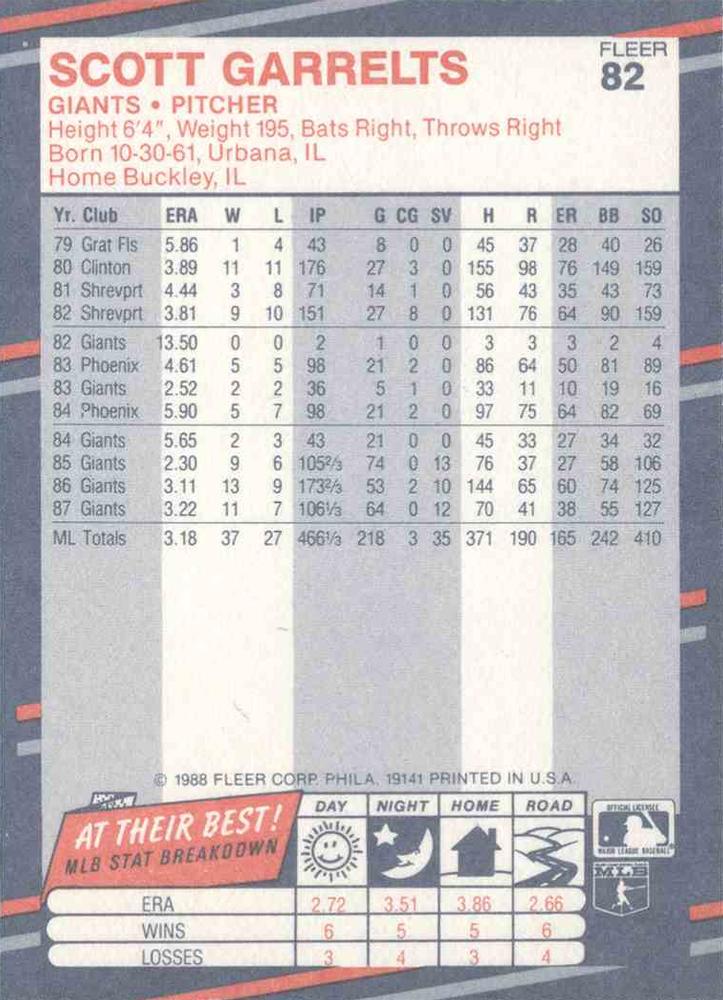 FLEER
82
SCOTT GARRELTS
GIANTS • PITCHER
Height 6'4", Weight 195, Bats Right, Throws Right
Born 10-30-61, Urbana, IL
Home Buckley, IL
Yr. Club ERA W L IP G CG SV H R ER BB SO
79 Grat Fls 5.86 1 4 43 8 0 0 45 37 28 40 26
80 Clinton 3.89 11 11 176 27 3 0 155 98 76 149 159
81 Shrevprt 4.44 3 8 71 14 1 0 56 43 35 43 73
82 Shrevprt 3.81 9 10 151 27 8 0 131 76 64 90 159
82 Giants 13.50 0 0 2 1 0 0 3 3 3 2 4
83 Phoenix 4.61 5 5 98 21 2 0 86 64 50 81 89
83 Giants 2.52 2 2 36 5 1 0 33 11 10 19 16
84 Phoenix 5.90 5 7 98 21 2 0 97 75 64 82 69
84 Giants 5.65 2 3 43 21 0 0 45 33 27 34 32
85 Giants 2.30 9 6 105⅔ 74 0 13 76 37 27 58 106
86 Giants 3.11 13 9 173⅔ 53 2 10 144 65 60 74 125
87 Giants 3.22 11 7 106⅓ 64 0 12 70 41 38 55 127
ML Totals 3.18 37 27 466⅓ 218 3 35 371 190 165 242 410
© 1988 FLEER CORP. PHILA. 19141 PRINTED IN U.S.A.
AT THEIR BEST!
MLB STAT BREAKDOWN
DAY NIGHT HOME ROAD
OFFICIAL LICENSEE
MAJOR LEAGUE BASEBALL
MLB
ERA 2.72 3.51 3.86 2.66
WINS 6 5 5 6
LOSSES 3 4 3 4